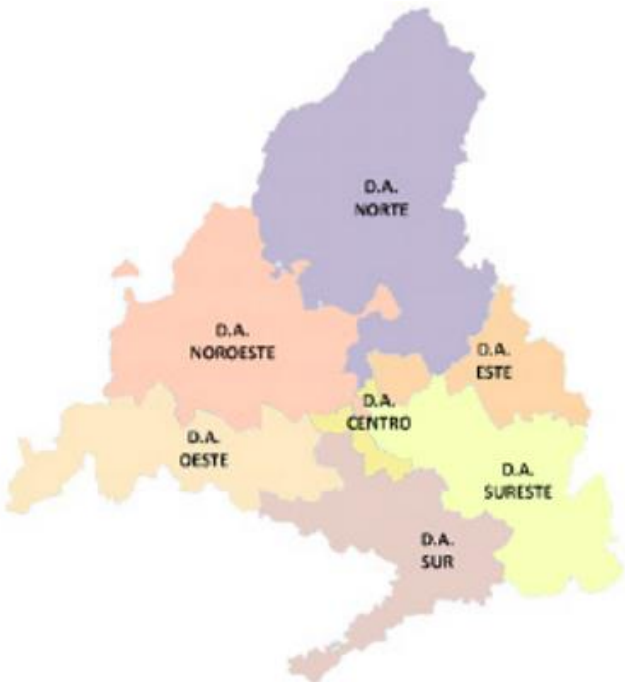 D.A.
NORTE
D.A.
NOROESTE
D.A.
ESTE
D.A.
CENTRO
D.A.
OESTE
D.A.
SURESTE
D.A.
SUR